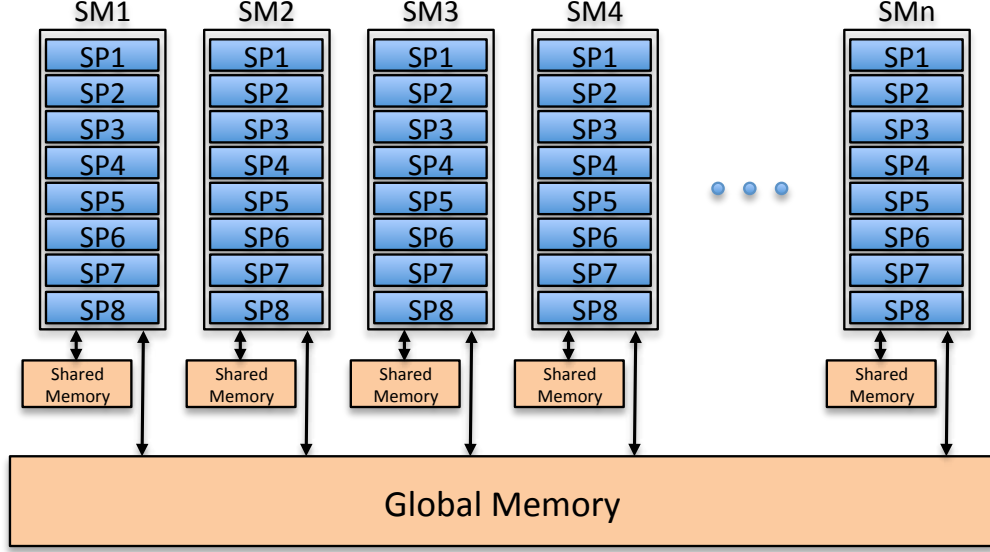 SM1
SM2
SM3
SM4
SMn
SP1
SP2
SP3
SP4
SP5
SP6
SP7
SP8
SP1
SP2
SP3
SP4
SP5
SP6
SP7
SP8
SP1
SP2
SP3
SP4
SP5
SP6
SP7
SP8
SP1
SP2
SP3
SP4
SP5
SP6
SP7
SP8
SP1
SP2
SP3
SP4
SP5
SP6
SP7
SP8
Shared
Memory
Shared
Memory
Shared
Memory
Shared
Memory
Shared
Memory
Global Memory